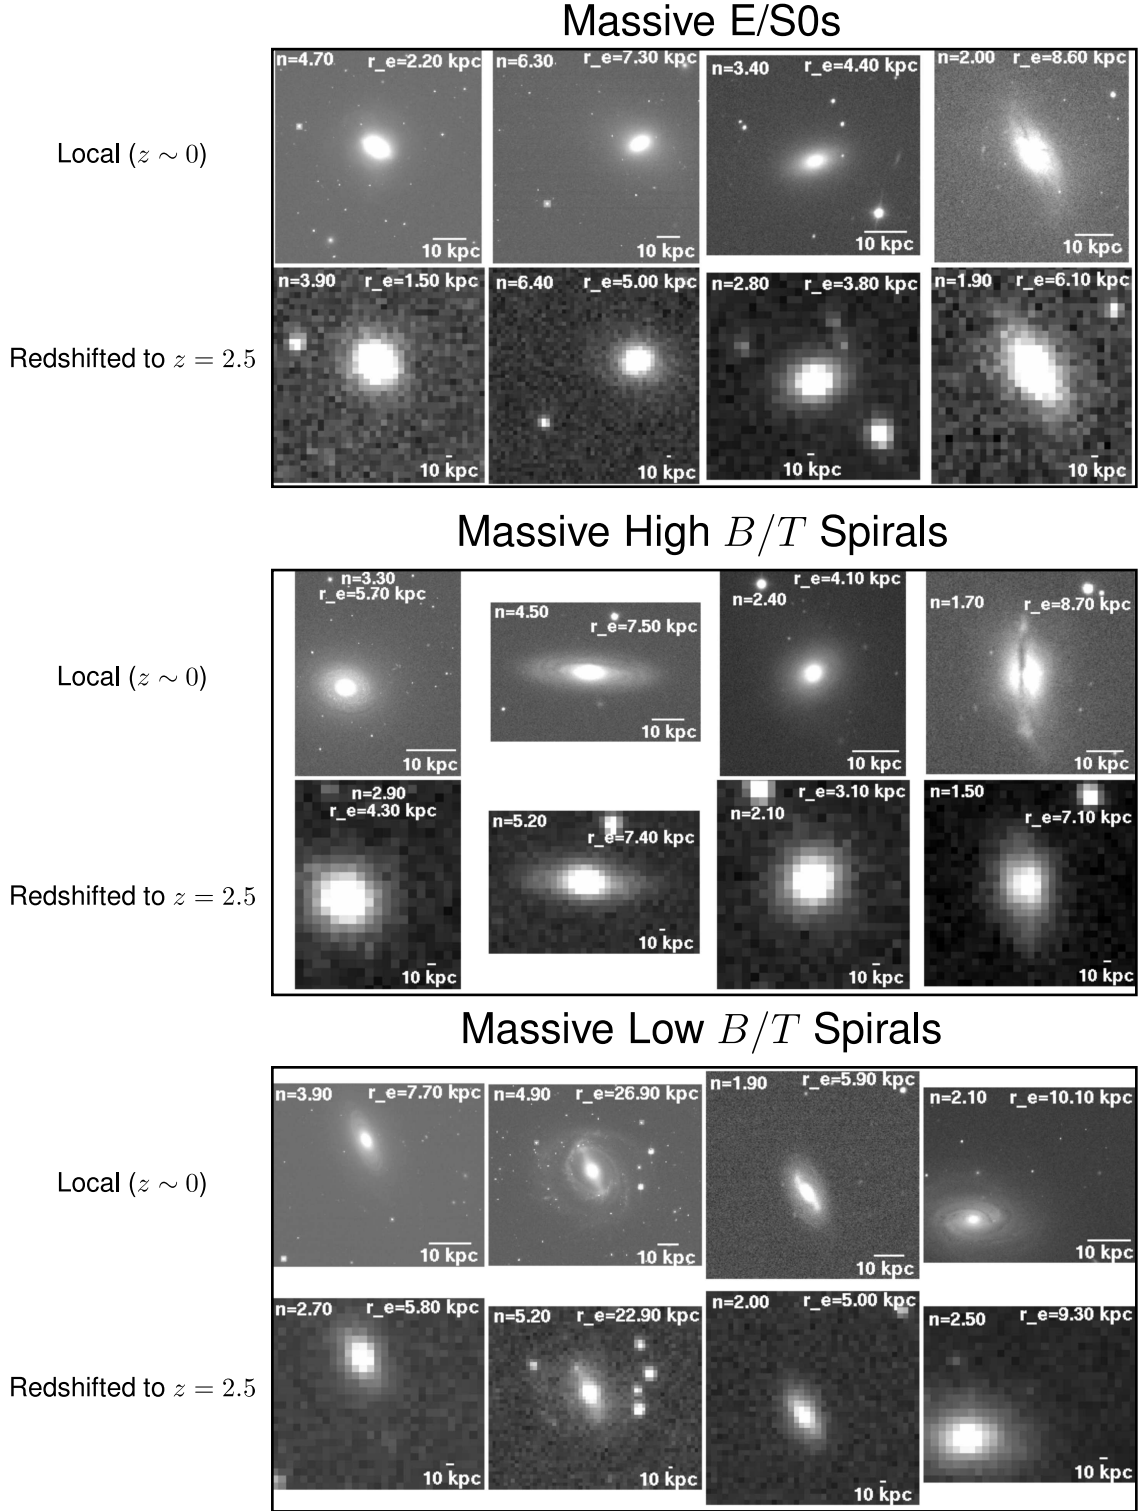 Massive E/S0s
Local (z ∼ 0)
n=4.70 r_e=2.20 kpc
10 kpc
n=6.30 r_e=7.30 kpc
10 kpc
n=3.40 r_e=4.40 kpc
10 kpc
n=2.00 r_e=8.60 kpc
10 kpc
Redshifted to z = 2.5
n=3.90 r_e=1.50 kpc
10 kpc
n=6.40 r_e=5.00 kpc
10 kpc
n=2.80 r_e=3.80 kpc
10 kpc
n=1.90 r_e=6.10 kpc
10 kpc
Massive High B/T Spirals
Local (z ∼ 0)
n=3.30
r_e=5.70 kpc
10 kpc
n=4.50
r_e=7.50 kpc
10 kpc
r_e=4.10 kpc
n=2.40
10 kpc
n=1.70
r_e=8.70 kpc
10 kpc
Redshifted to z = 2.5
n=2.90
r_e=4.30 kpc
10 kpc
n=5.20
r_e=7.40 kpc
10 kpc
r_e=3.10 kpc
n=2.10
10 kpc
n=1.50
r_e=7.10 kpc
10 kpc
Massive Low B/T Spirals
Local (z ∼ 0)
n=3.90 r_e=7.70 kpc
10 kpc
n=4.90 r_e=26.90 kpc
10 kpc
n=1.90 r_e=5.90 kpc
10 kpc
n=2.10 r_e=10.10 kpc
10 kpc
Redshifted to z = 2.5
n=2.70 r_e=5.80 kpc
10 kpc
n=5.20 r_e=22.90 kpc
10 kpc
n=2.00 r_e=5.00 kpc
10 kpc
n=2.50 r_e=9.30 kpc
10 kpc